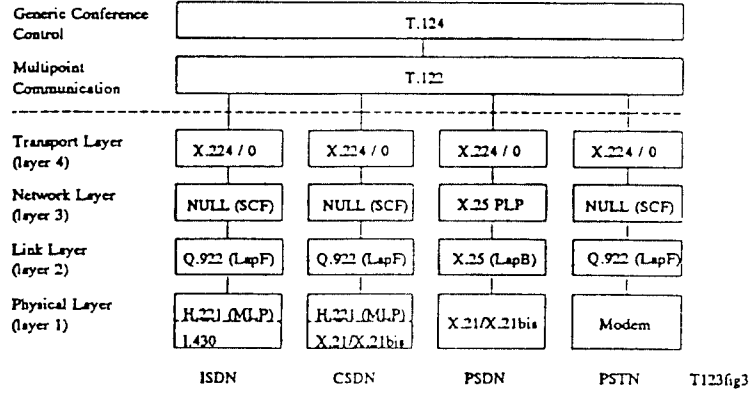 Generic Conference
Control
T.124
Multipoint
Communication
T.122
Transport Layer
(layer 4)
X.224 / 0
X.224 / 0
X.224 / 0
X.224 / 0
Network Layer
(layer 3)
NULL (SCF)
NULL (SCF)
X.25 PLP
NULL (SCF)
Link Layer
(layer 2)
Q.922 (LapF)
Q.922 (LapF)
X.25 (LapB)
Q.922 (LapF)
Physical Layer
(layer 1)
H.221 (MLP)
I.430
H.221 (MLP)
X.21/X.21bis
X.21/X.21bis
Modem
ISDN
CSDN
PSDN
PSTN
T123fig3